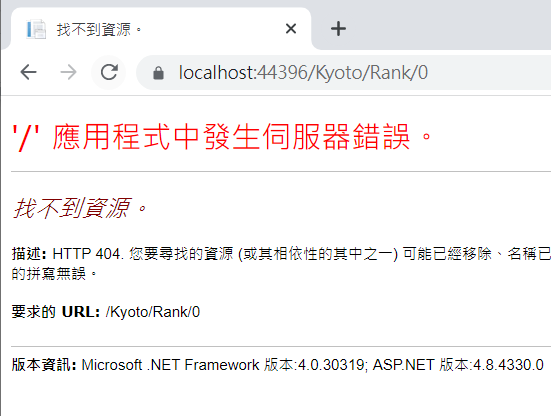 找不到資源。
localhost:44396/Kyoto/Rank/0
'/' 應用程式中發生伺服器錯誤。
找不到資源。
描述: HTTP 404. 您要尋找的資源 (或其相依性的其中之一) 可能已經移除、名稱已
的拼寫無誤。
要求的 URL: /Kyoto/Rank/0
版本資訊: Microsoft .NET Framework 版本:4.0.30319; ASP.NET 版本:4.8.4330.0